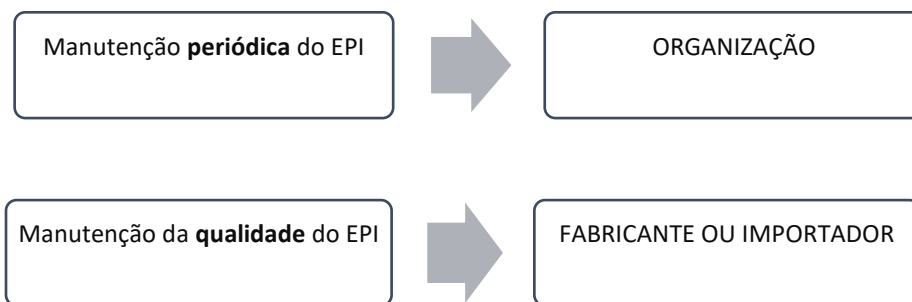 Manutenção periódica do EPI
ORGANIZAÇÃO
Manutenção da qualidade do EPI
FABRICANTE OU IMPORTADOR